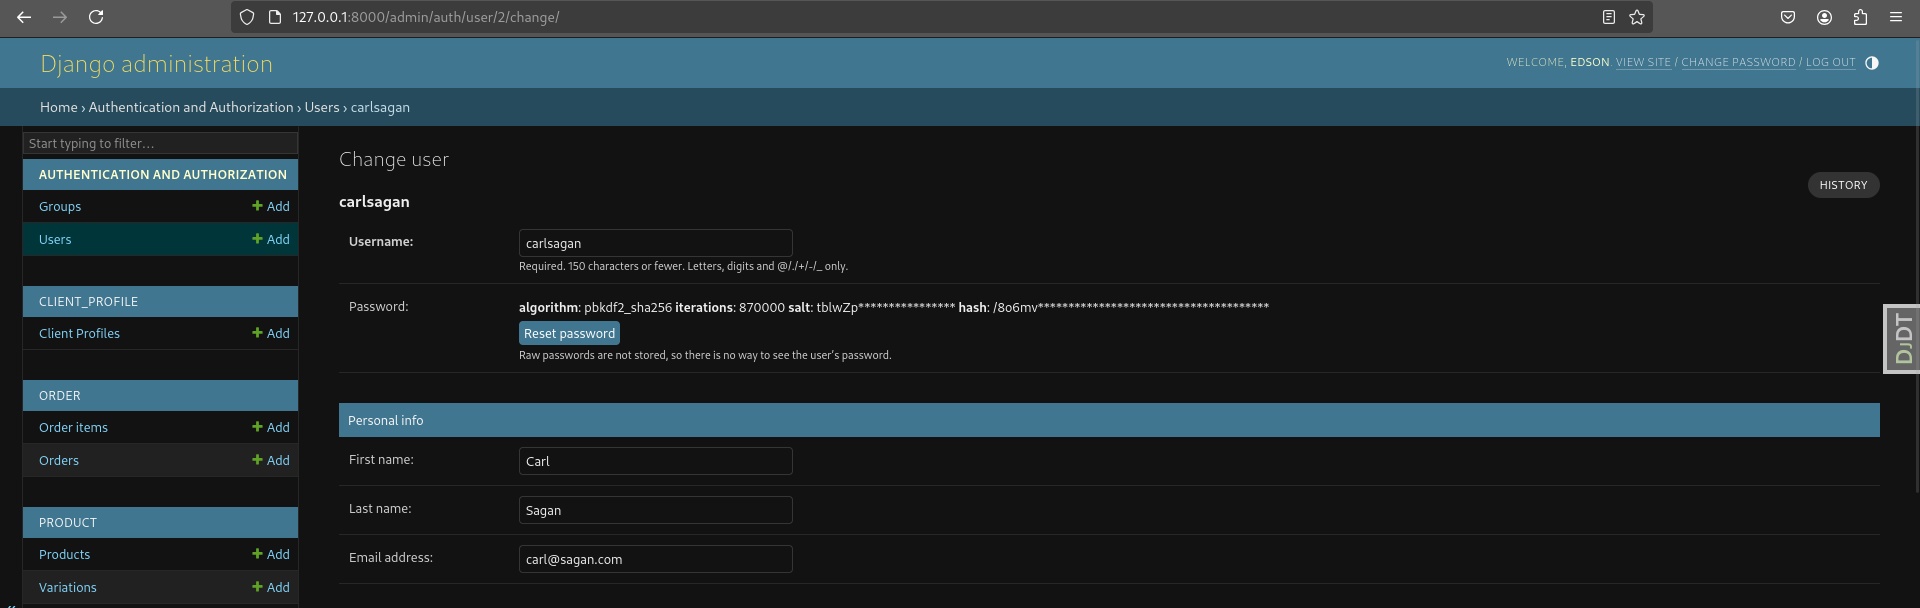 127.0.0.1:8000/admin/auth/user/2/change/
Django administration
WELCOME, EDSON. VIEW SITE / CHANGE PASSWORD / LOG OUT
Home › Authentication and Authorization › Users › carlsagan
Start typing to filter…
AUTHENTICATION AND AUTHORIZATION
Groups + Add
Users + Add
CLIENT_PROFILE
Client Profiles + Add
ORDER
Order items + Add
Orders + Add
PRODUCT
Products + Add
Variations + Add
«
Change user
HISTORY
carlsagan
Username: carlsagan
Required. 150 characters or fewer. Letters, digits and @/./+/-/_ only.
Password: algorithm: pbkdf2_sha256 iterations: 870000 salt: tblwZp**************** hash: /8o6mv**************************************
Reset password
Raw passwords are not stored, so there is no way to see the user’s password.
Personal info
First name: Carl
Last name: Sagan
Email address: carl@sagan.com
DJDT